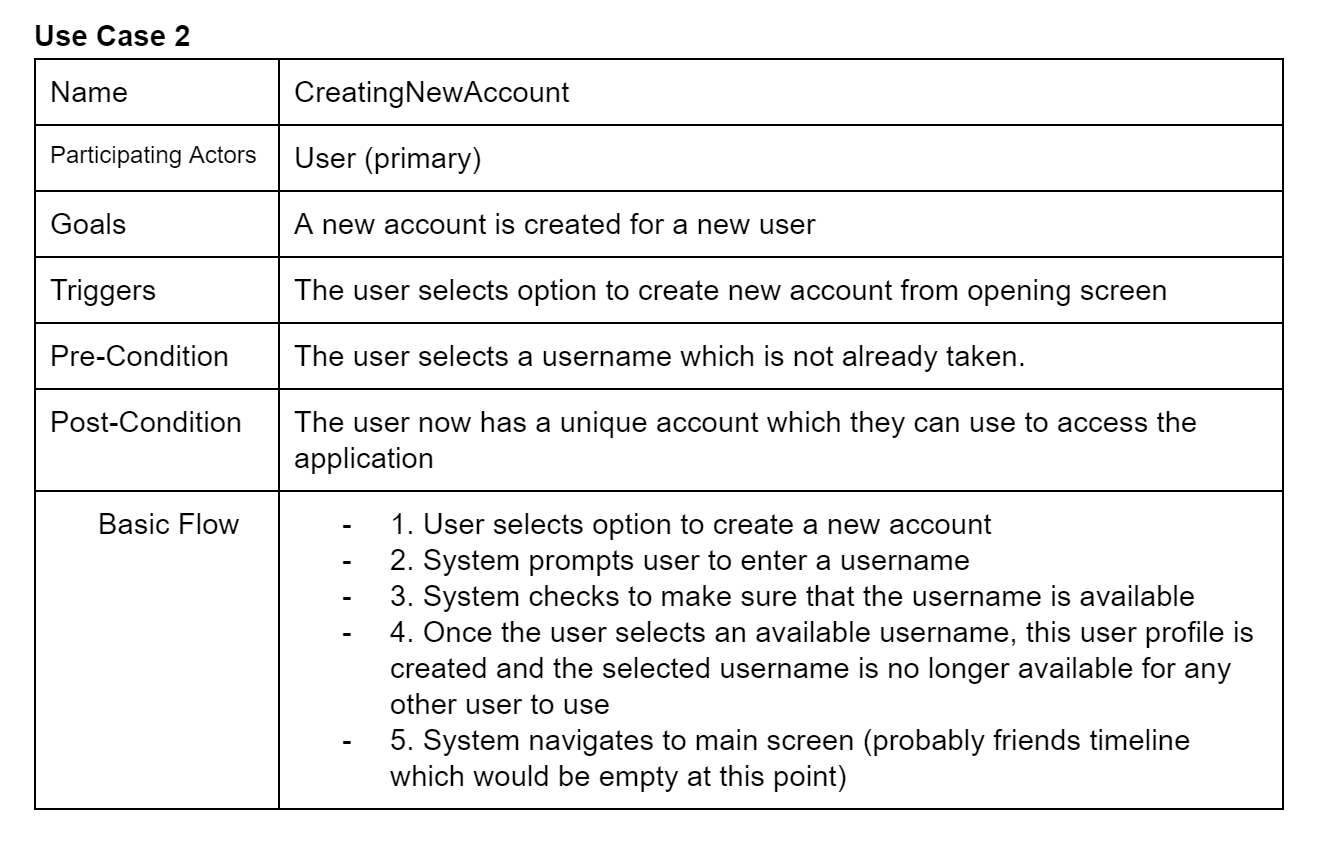 Use Case 2
Name
CreatingNewAccount
Participating Actors
User (primary)
Goals
A new account is created for a new user
Triggers
The user selects option to create new account from opening screen
Pre-Condition
The user selects a username which is not already taken.
Post-Condition
The user now has a unique account which they can use to access the
application
Basic Flow
- 1. User selects option to create a new account
- 2. System prompts user to enter a username
- 3. System checks to make sure that the username is available
- 4. Once the user selects an available username, this user profile is
created and the selected username is no longer available for any
other user to use
- 5. System navigates to main screen (probably friends timeline
which would be empty at this point)